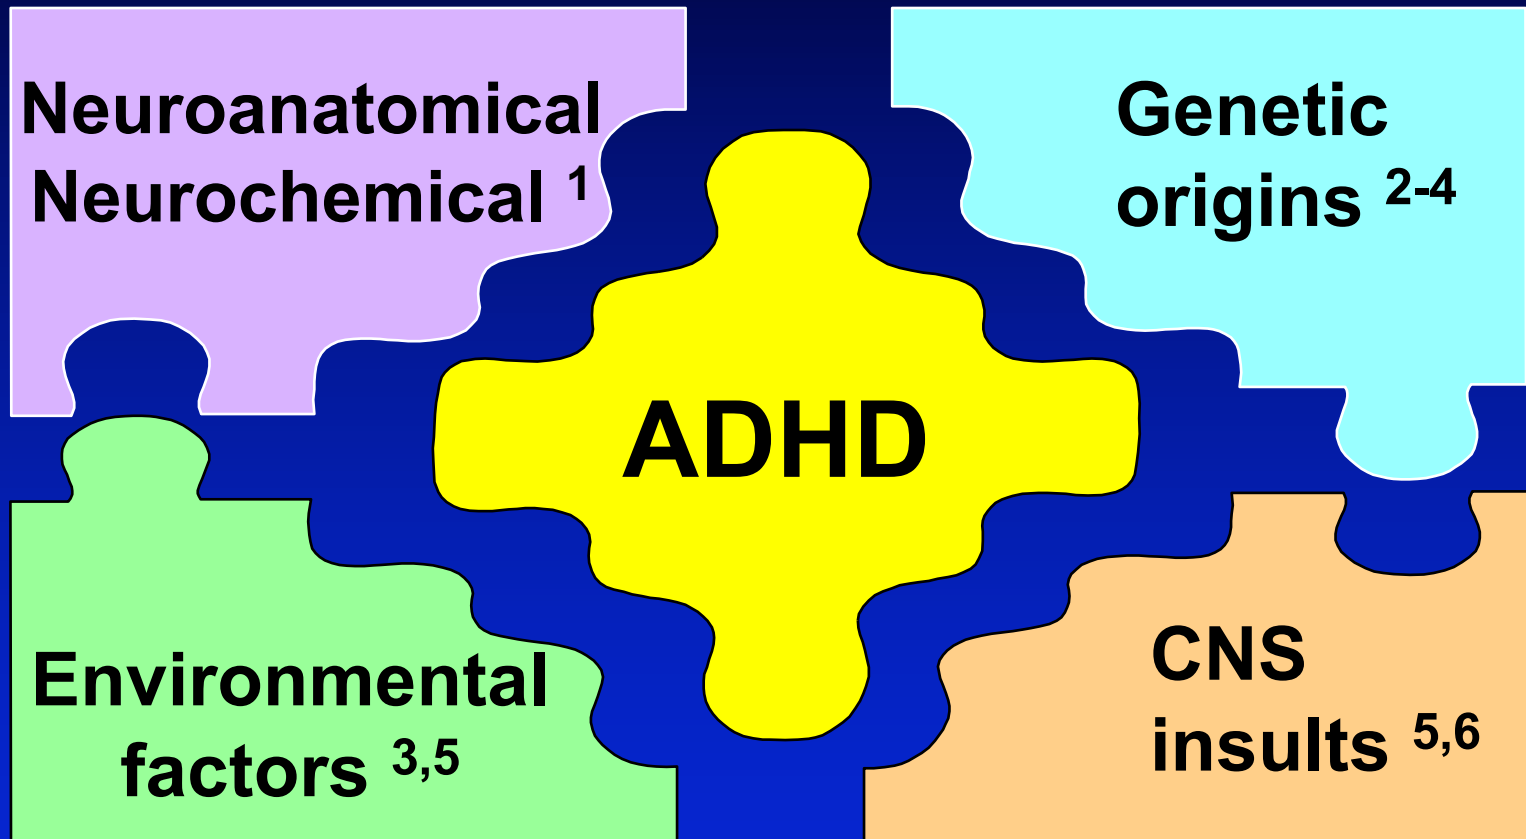 Neuroanatomical
Neurochemical 1
Genetic
origins 2-4
ADHD
Environmental
factors 3,5
CNS
insults 5,6